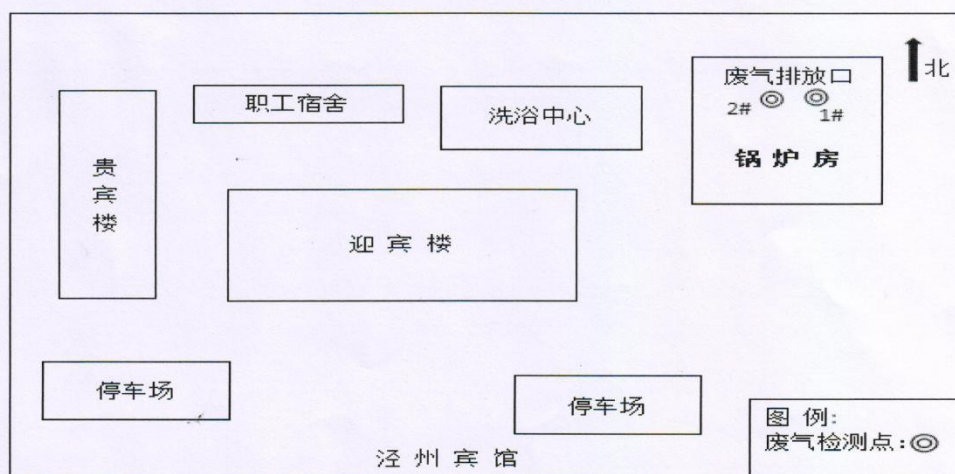 北
废气排放口
2#
1#
锅炉房
职工宿舍
洗浴中心
贵宾楼
迎宾楼
停车场
停车场
图例:
废气检测点:
泾州宾馆